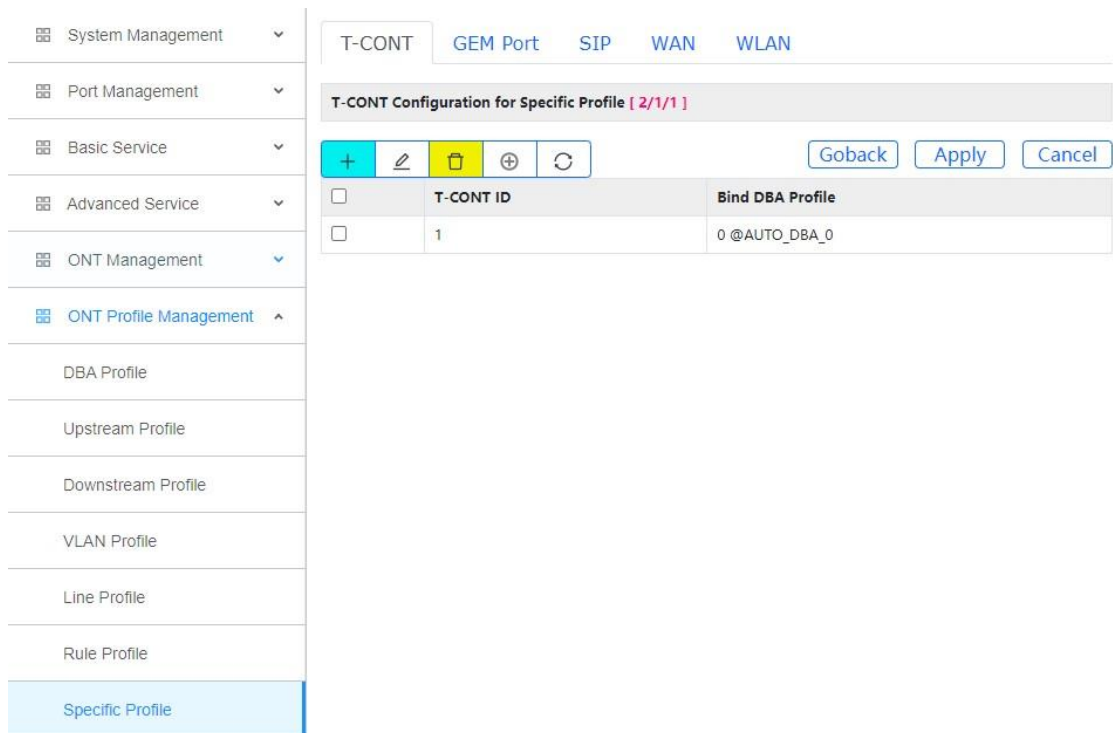 System Management
Port Management
Basic Service
Advanced Service
ONT Management
ONT Profile Management
DBA Profile
Upstream Profile
Downstream Profile
VLAN Profile
Line Profile
Rule Profile
Specific Profile
T-CONT GEM Port SIP WAN WLAN
T-CONT Configuration for Specific Profile [ 2/1/1 ]
Goback Apply Cancel
T-CONT ID Bind DBA Profile
1 0 @AUTO_DBA_0